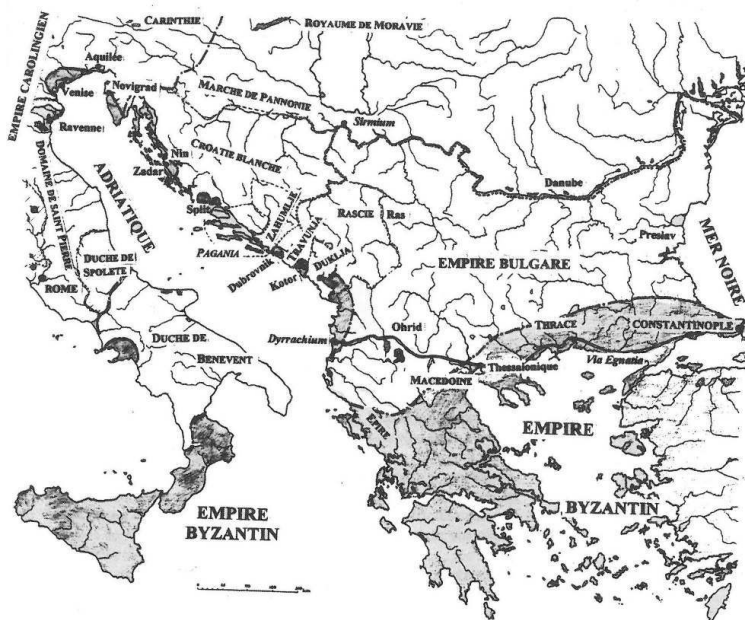 CARINTHIE
ROYAUME DE MORAVIE
EMPIRE CAROLINGIEN
Aquilée
Venise
Novigrad
MARCHE DE PANNONIE
Sirmium
Ravenne
DOMAINE DE SAINT PIERRE
ADRIATIQUE
Nin
Zadar
CROATIE BLANCHE
Danube
Split
ZAHUMLJE
TRAVUNJA
RASCIE
Ras
PAGANIA
Dubrovnik
Kotor
DUKLJA
Preslav
MER NOIRE
EMPIRE BULGARE
DUCHE DE
SPOLETE
ROME
DUCHE DE
BENEVENT
Dyrrachium
Ohrid
THRACE
CONSTANTINOPLE
Thessalonique
Via Egnatia
MACEDOINE
EPIRE
EMPIRE
BYZANTIN
EMPIRE
BYZANTIN